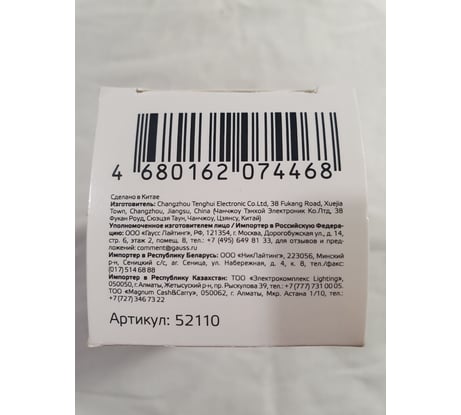 4 680162 074468
Сделано в Китае
Изготовитель: Changzhou Tenghui Electronic Co.Ltd, 38 Fukang Road, Xuejia
Town, Changzhou, Jiangsu, China (Чанчжоу Тэнхой Электроник Ко.Лтд, 38
Фукан Роуд, Сюэцзя Таун, Чанчжоу, Цзянсу, Китай)
Уполномоченное изготовителем лицо / Импортер в Российскую Федера-
цию: ООО «Гаусс Лайтинг», РФ, 121354, г. Москва, Дорогобужская ул., д. 14,
стр. 6, этаж 2, помещ. 8, тел.: +7 (495) 649 81 33, для отзывов и предло-
жений: comment@gauss.ru
Импортер в Республику Беларусь: ООО «НикЛайтинг», 223056, Минский
р-н, Сеницкий с/с, аг. Сеница, ул. Набережная, д. 4, к. 8, тел./факс:
(017) 514 68 88
Импортер в Республику Казахстан: ТОО «Электрокомплекс Lighting»,
050050, г. Алматы, Жетысуский р-н, пр. Рыскулова 39, тел.: +7 (777) 731 00 05.
ТОО «Magnum Cash&Carry», 050062, г. Алматы, Мкр. Астана 1/10, тел.:
+7 (727) 346 73 22
Артикул: 52110